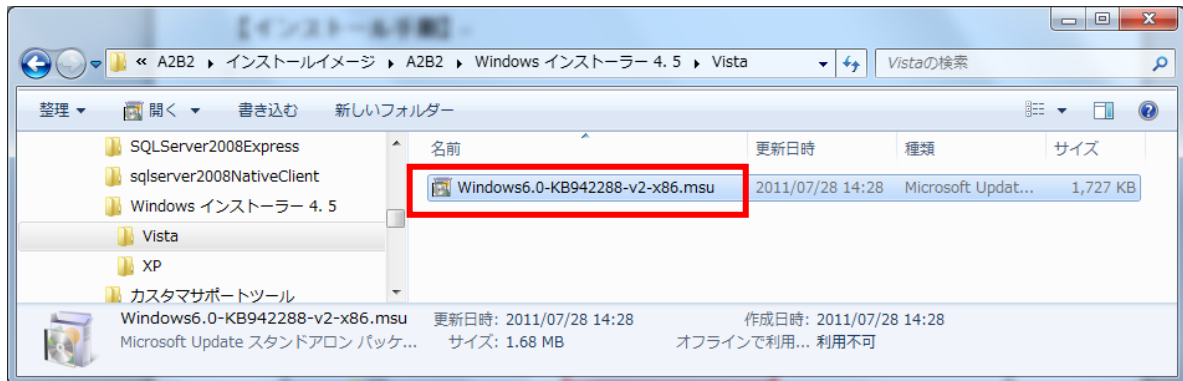 « A2B2 ▸ インストールイメージ ▸ A2B2 ▸ Windows インストーラー 4. 5 ▸ Vista
Vistaの検索
整理 ▼ 開く ▼ 書き込む 新しいフォルダー
SQLServer2008Express
sqlserver2008NativeClient
Windows インストーラー 4. 5
Vista
XP
カスタマサポートツール
名前 更新日時 種類 サイズ
Windows6.0-KB942288-v2-x86.msu 2011/07/28 14:28 Microsoft Updat... 1,727 KB
Windows6.0-KB942288-v2-x86.msu 更新日時: 2011/07/28 14:28 作成日時: 2011/07/28 14:28
Microsoft Update スタンドアロン パッケ... サイズ: 1.68 MB オフラインで利用... 利用不可